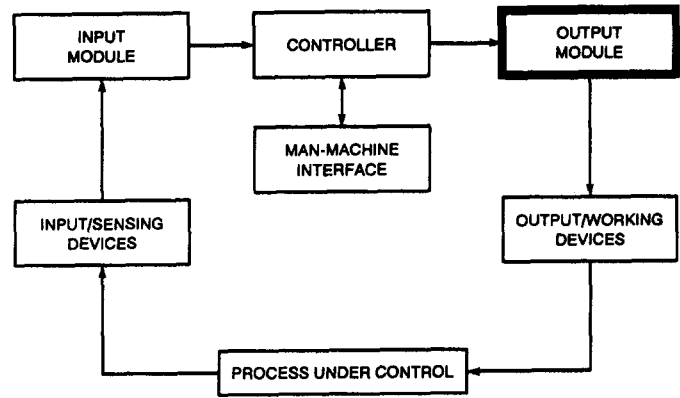 INPUT
MODULE
CONTROLLER
OUTPUT
MODULE
MAN-MACHINE
INTERFACE
INPUT/SENSING
DEVICES
OUTPUT/WORKING
DEVICES
PROCESS UNDER CONTROL